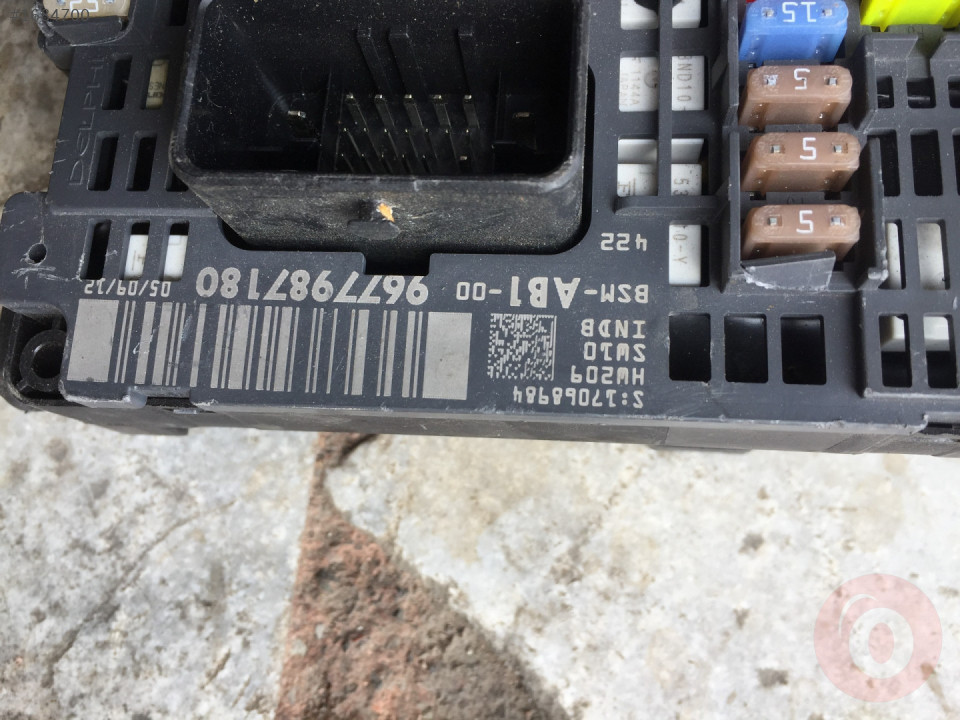 S:17068984
HW209
SW10
INDB
BSM-AB1-00 9677987180 05/09/12
422
DELPHI
15
5
5
5